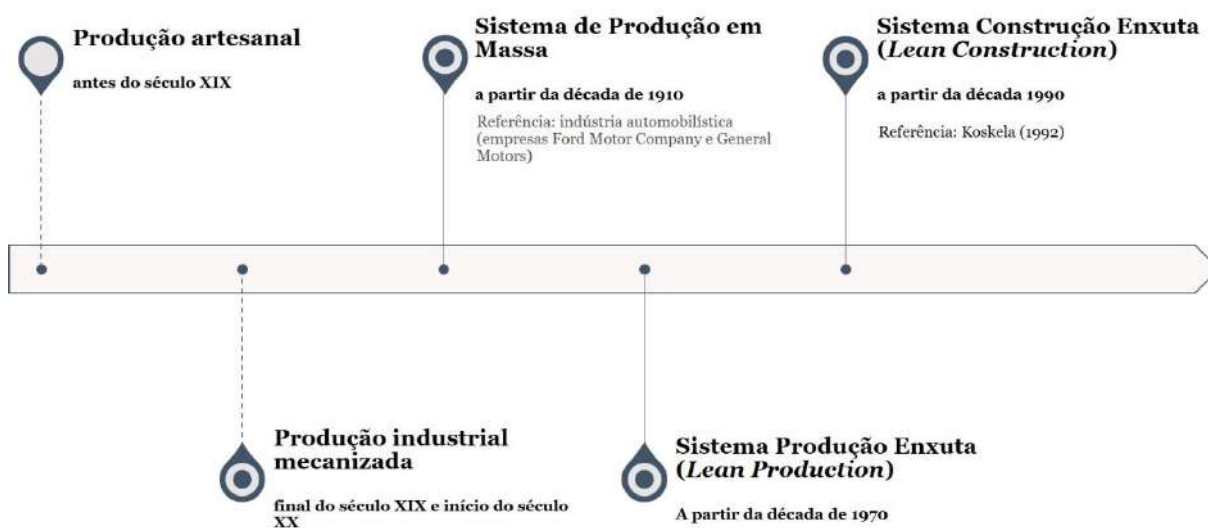 Produção artesanal
antes do século XIX
Sistema de Produção em
Massa
a partir da década de 1910
Referência: indústria automobilística
(empresas Ford Motor Company e General
Motors)
Sistema Construção Enxuta
(Lean Construction)
a partir da década 1990
Referência: Koskela (1992)
Produção industrial
mecanizada
final do século XIX e início do século
XX
Sistema Produção Enxuta
(Lean Production)
A partir da década de 1970